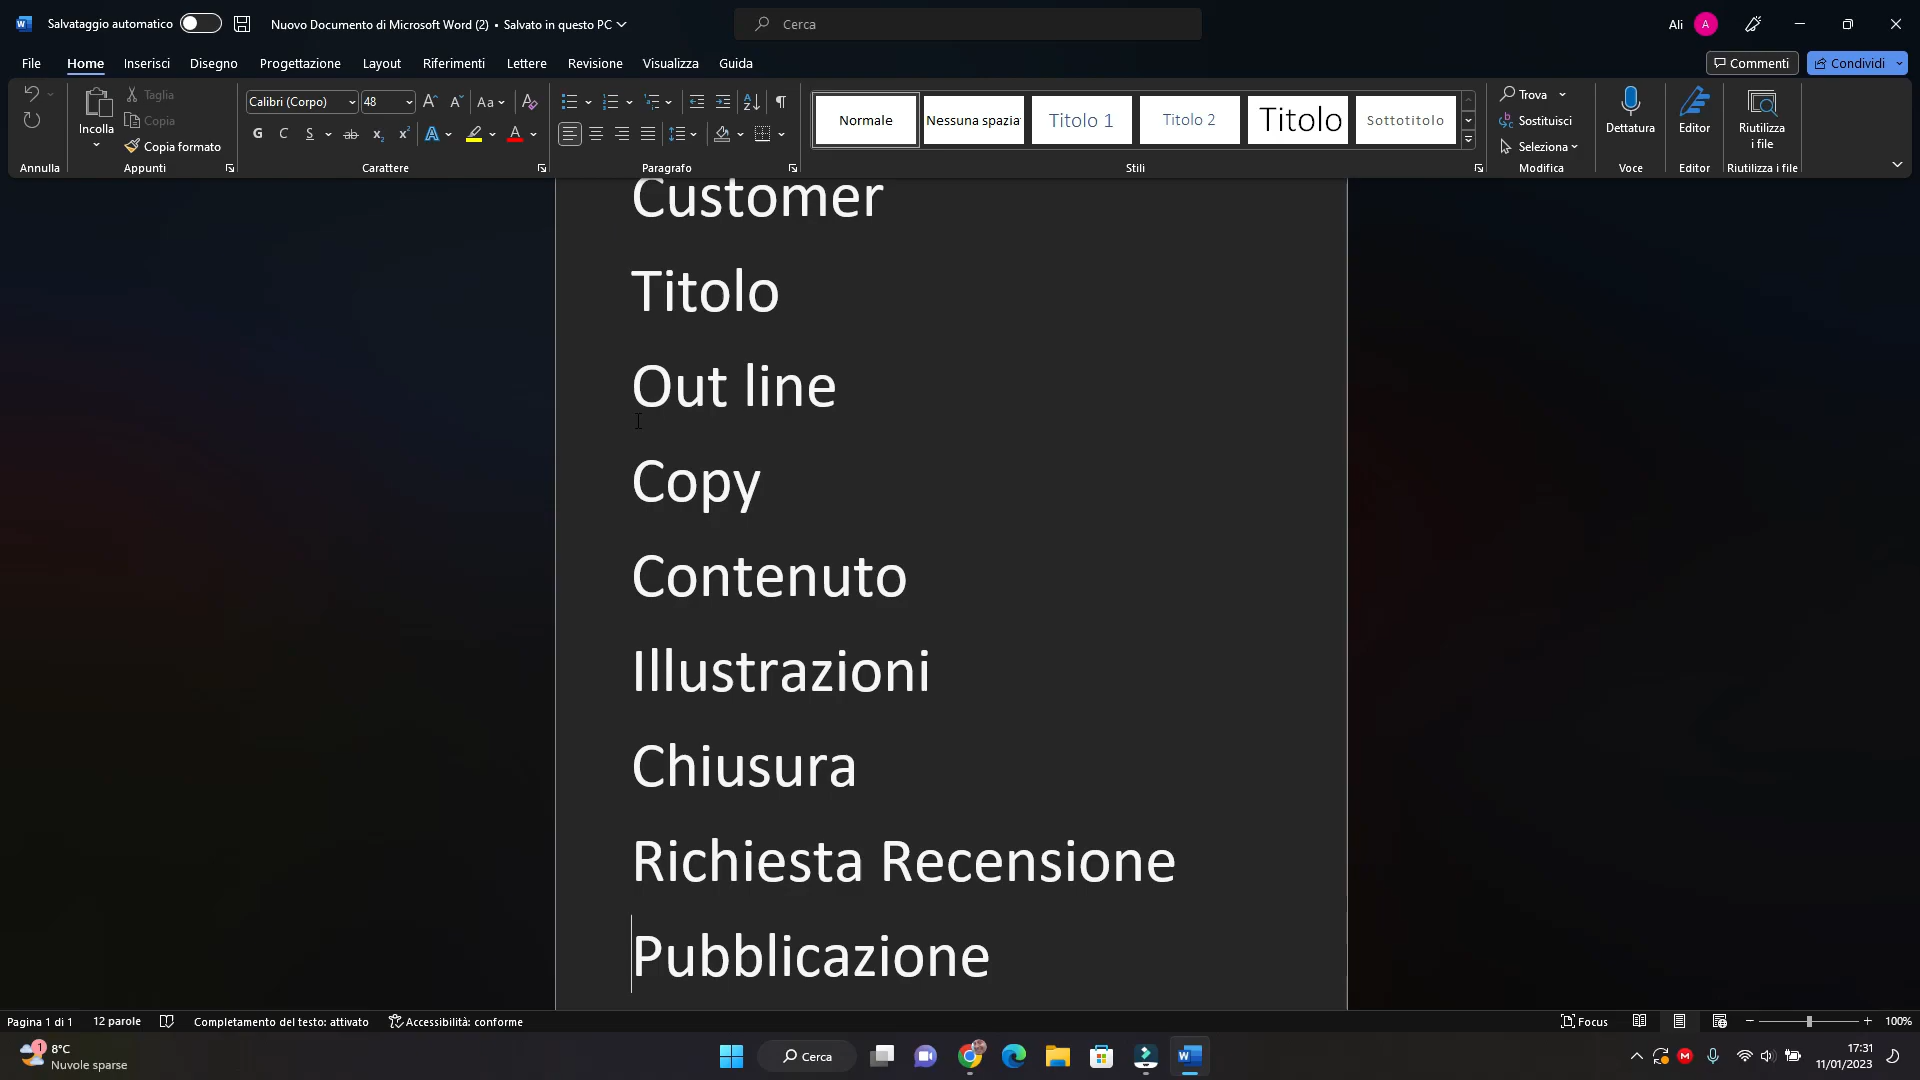 Salvataggio automatico
Nuovo Documento di Microsoft Word (2) • Salvato in questo PC
Cerca
Ali
A
File
Home
Inserisci
Disegno
Progettazione
Layout
Riferimenti
Lettere
Revisione
Visualizza
Guida
Commenti
Condividi
Incolla
Taglia
Copia
Copia formato
Calibri (Corpo)
48
Aa
G
C
S
ab
Normale
Nessuna spazia
Titolo 1
Titolo 2
Titolo
Sottotitolo
Trova
Sostituisci
Seleziona
Dettatura
Editor
Riutilizza
i file
Annulla
Appunti
Carattere
Paragrafo
Stili
Modifica
Voce
Editor
Riutilizza i file
Customer
Titolo
Out line
Copy
Contenuto
Illustrazioni
Chiusura
Richiesta Recensione
Pubblicazione
Pagina 1 di 1
12 parole
Completamento del testo: attivato
Accessibilità: conforme
Focus
100%
1
8°C
Nuvole sparse
Cerca
17:31
11/01/2023